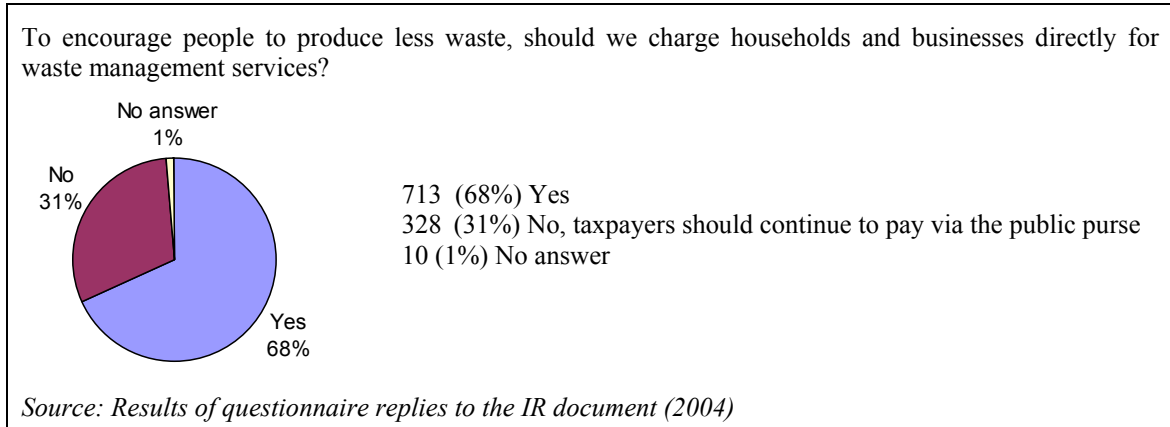 To encourage people to produce less waste, should we charge households and businesses directly for
waste management services?
No answer
1%
No
31%
Yes
68%
713 (68%) Yes
328 (31%) No, taxpayers should continue to pay via the public purse
10 (1%) No answer
Source: Results of questionnaire replies to the IR document (2004)